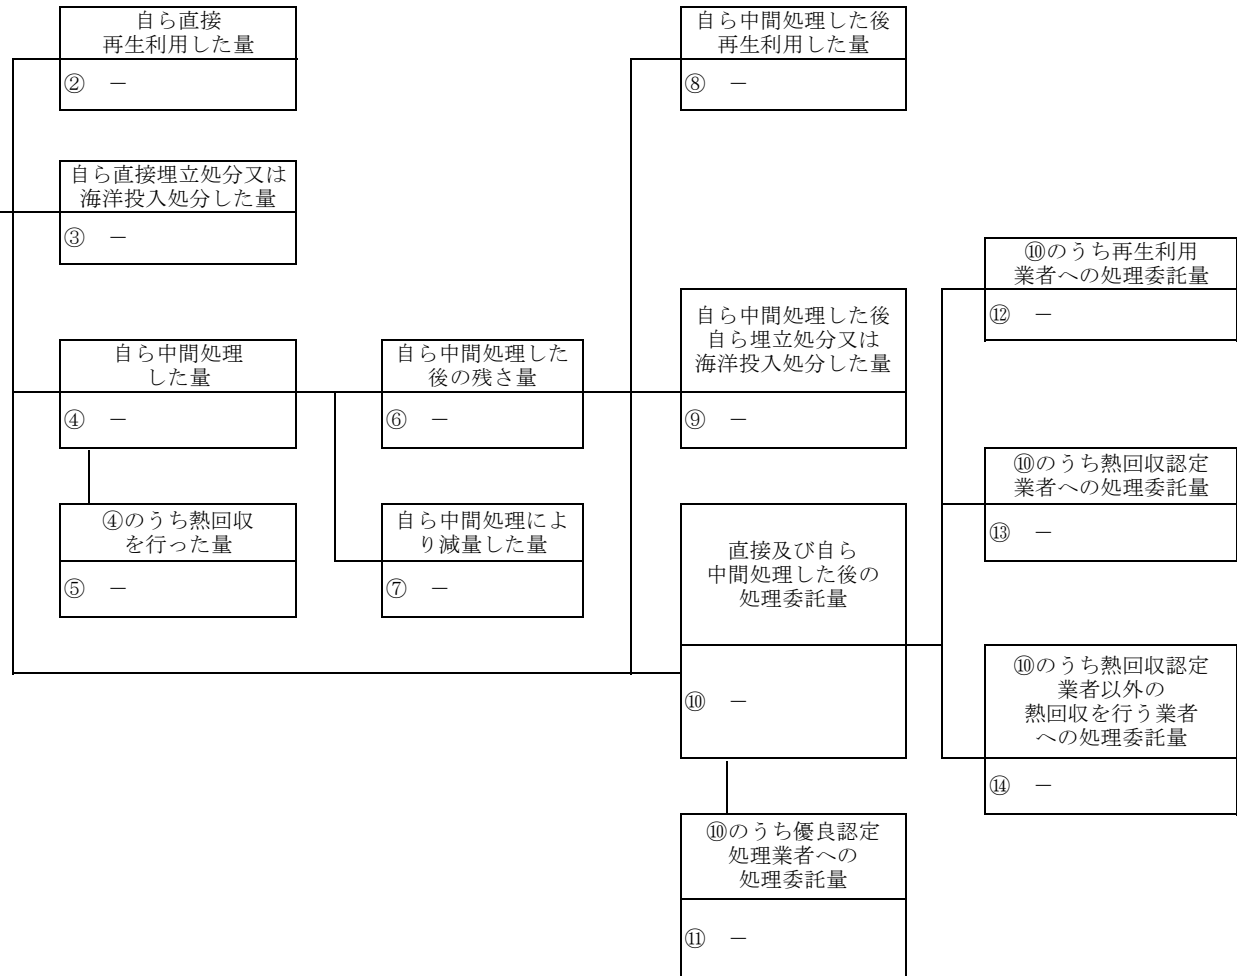 自ら直接
再生利用した量
② －
自ら直接埋立処分又は
海洋投入処分した量
③ －
自ら中間処理
した量
④ －
④のうち熱回収
を行った量
⑤ －
自ら中間処理した
後の残さ量
⑥ －
自ら中間処理によ
り減量した量
⑦ －
自ら中間処理した後
再生利用した量
⑧ －
自ら中間処理した後
自ら埋立処分又は
海洋投入処分した量
⑨ －
直接及び自ら
中間処理した後の
処理委託量
⑩ －
⑩のうち優良認定
処理業者への
処理委託量
⑪ －
⑩のうち再生利用
業者への処理委託量
⑫ －
⑩のうち熱回収認定
業者への処理委託量
⑬ －
⑩のうち熱回収認定
業者以外の
熱回収を行う業者
への処理委託量
⑭ －